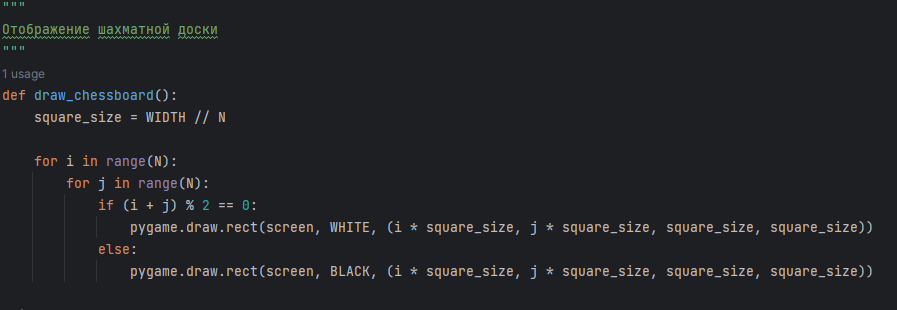 """
Отображение шахматной доски
"""
1 usage
def draw_chessboard():
    square_size = WIDTH // N

    for i in range(N):
        for j in range(N):
            if (i + j) % 2 == 0:
                pygame.draw.rect(screen, WHITE, (i * square_size, j * square_size, square_size, square_size))
            else:
                pygame.draw.rect(screen, BLACK, (i * square_size, j * square_size, square_size, square_size))